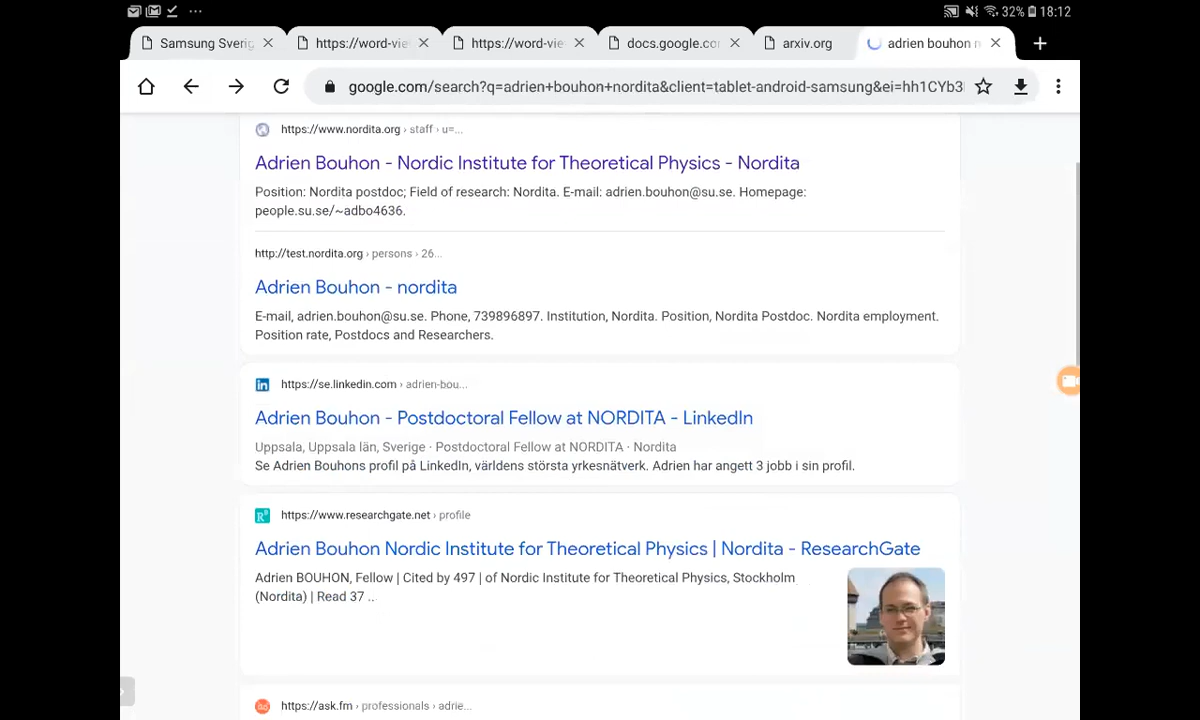 32% 18:12
Samsung Sverig
https://word-vie
https://word-vie
docs.google.cor
arxiv.org
adrien bouhon n
google.com/search?q=adrien+bouhon+nordita&client=tablet-android-samsung&ei=hh1CYb3
https://www.nordita.org › staff › u=...
Adrien Bouhon - Nordic Institute for Theoretical Physics - Nordita
Position: Nordita postdoc; Field of research: Nordita. E-mail: adrien.bouhon@su.se. Homepage:
people.su.se/~adbo4636.
http://test.nordita.org › persons › 26...
Adrien Bouhon - nordita
E-mail, adrien.bouhon@su.se. Phone, 739896897. Institution, Nordita. Position, Nordita Postdoc. Nordita employment.
Position rate, Postdocs and Researchers.
https://se.linkedin.com › adrien-bou...
Adrien Bouhon - Postdoctoral Fellow at NORDITA - LinkedIn
Uppsala, Uppsala län, Sverige · Postdoctoral Fellow at NORDITA · Nordita
Se Adrien Bouhons profil på LinkedIn, världens största yrkesnätverk. Adrien har angett 3 jobb i sin profil.
https://www.researchgate.net › profile
Adrien Bouhon Nordic Institute for Theoretical Physics | Nordita - ResearchGate
Adrien BOUHON, Fellow | Cited by 497 | of Nordic Institute for Theoretical Physics, Stockholm
(Nordita) | Read 37 ...
https://ask.fm › professionals › adrie...